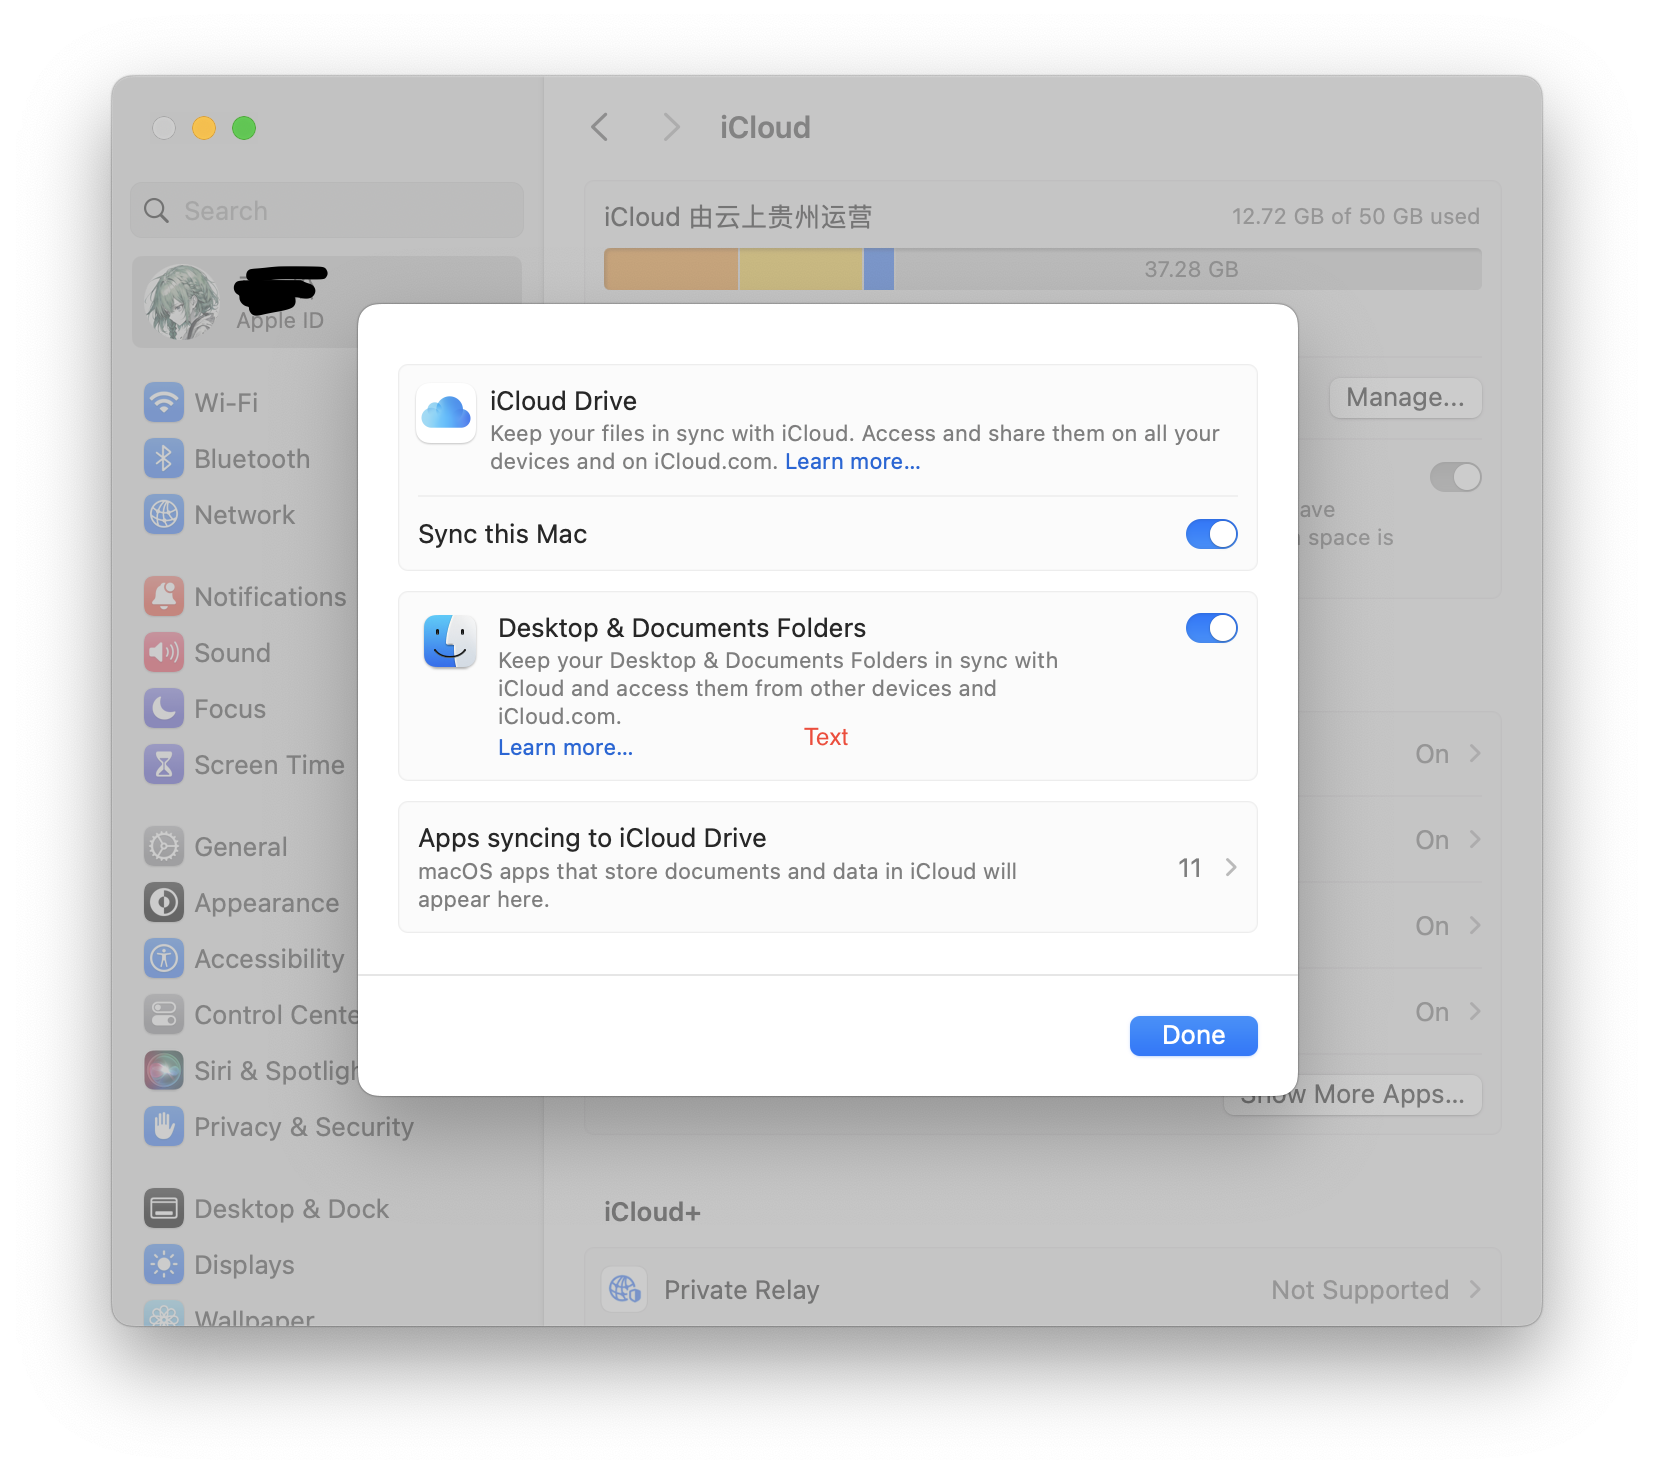 iCloud
Search
iCloud 由云上贵州运营
12.72 GB of 50 GB used
37.28 GB
Apple ID
Manage...
ave
space is
Wi-Fi
Bluetooth
Network
Notifications
Sound
Focus
Screen Time
General
Appearance
Accessibility
Control Cente
Siri & Spotligh
Privacy & Security
Desktop & Dock
Displays
Wallpaper
iCloud Drive
Keep your files in sync with iCloud. Access and share them on all your
devices and on iCloud.com. Learn more...
Sync this Mac
Desktop & Documents Folders
Keep your Desktop & Documents Folders in sync with
iCloud and access them from other devices and
iCloud.com.
Learn more...
Text
Apps syncing to iCloud Drive
macOS apps that store documents and data in iCloud will
appear here.
11
Done
On
On
On
On
Show More Apps...
iCloud+
Private Relay
Not Supported